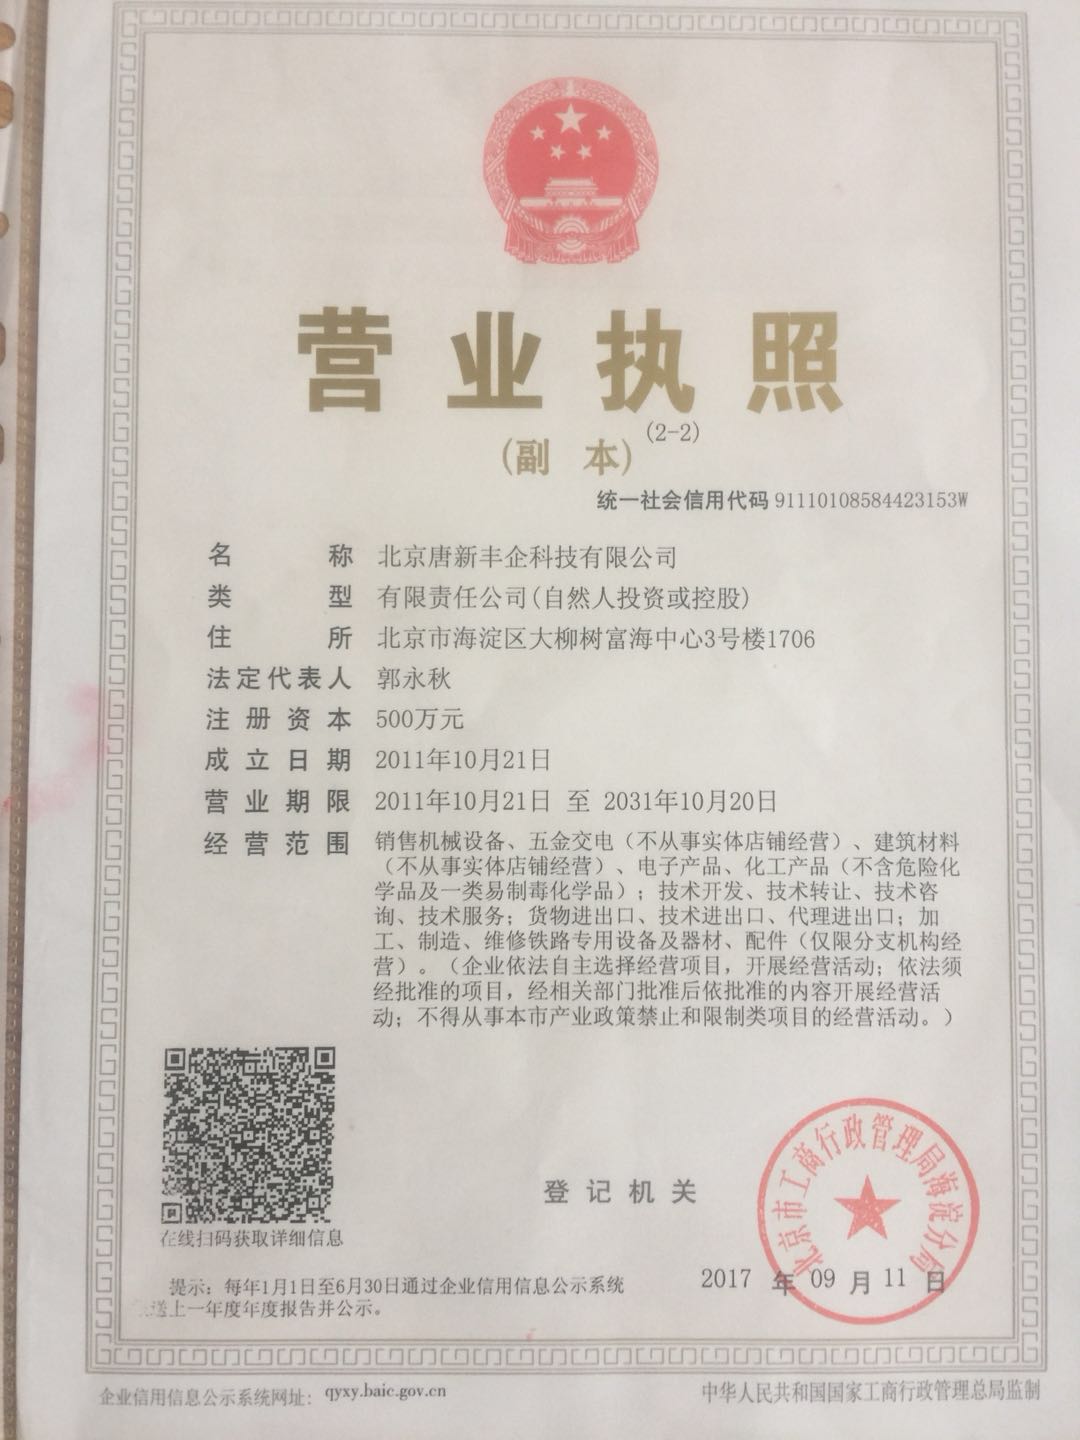 营业执照
(副 本) (2-2)
统一社会信用代码 91110108584423153W
名 称 北京唐新丰企科技有限公司
类 型 有限责任公司(自然人投资或控股)
住 所 北京市海淀区大柳树富海中心3号楼1706
法定代表人 郭永秋
注册资本 500万元
成立日期 2011年10月21日
营业期限 2011年10月21日 至 2031年10月20日
经营范围 销售机械设备、五金交电（不从事实体店铺经营）、建筑材料
（不从事实体店铺经营）、电子产品、化工产品（不含危险化
学品及一类易制毒化学品）；技术开发、技术转让、技术咨
询、技术服务；货物进出口、技术进出口、代理进出口；加
工、制造、维修铁路专用设备及器材、配件（仅限分支机构经
营）。（企业依法自主选择经营项目，开展经营活动；依法须
经批准的项目，经相关部门批准后依批准的内容开展经营活
动；不得从事本市产业政策禁止和限制类项目的经营活动。）
在线扫码获取详细信息
登记机关
北京市工商行政管理局海淀分局
2017 年 09 月 11 日
提示：每年1月1日至6月30日通过企业信用信息公示系统
送上一年度年度报告并公示。
企业信用信息公示系统网址： qyxy.baic.gov.cn
中华人民共和国国家工商行政管理总局监制